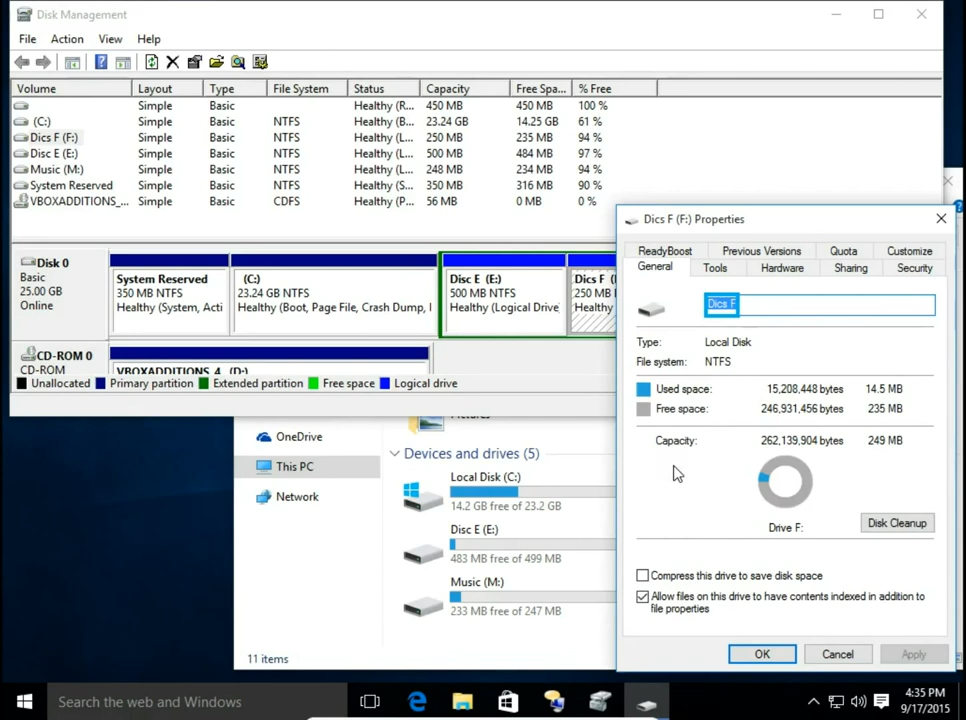 Disk Management
File Action View Help
Volume Layout Type File System Status Capacity Free Spa... % Free
Simple Basic Healthy (R... 450 MB 450 MB 100 %
(C:) Simple Basic NTFS Healthy (B... 23.24 GB 14.25 GB 61 %
Dics F (F:) Simple Basic NTFS Healthy (L... 250 MB 235 MB 94 %
Disc E (E:) Simple Basic NTFS Healthy (L... 500 MB 484 MB 97 %
Music (M:) Simple Basic NTFS Healthy (L... 248 MB 234 MB 94 %
System Reserved Simple Basic NTFS Healthy (S... 350 MB 316 MB 90 %
VBOXADDITIONS_... Simple Basic CDFS Healthy (P... 56 MB 0 MB 0 %
Disk 0
Basic
25.00 GB
Online
System Reserved
350 MB NTFS
Healthy (System, Acti
(C:)
23.24 GB NTFS
Healthy (Boot, Page File, Crash Dump, I
Disc E (E:)
500 MB NTFS
Healthy (Logical Drive)
Dics F (
250 MB
Healthy
CD-ROM 0
CD-ROM
VBOXADDITIONS_4 (D:)
Unallocated Primary partition Extended partition Free space Logical drive
Pictures
OneDrive
This PC
Network
Devices and drives (5)
Local Disk (C:)
14.2 GB free of 23.2 GB
Disc E (E:)
483 MB free of 499 MB
Music (M:)
233 MB free of 247 MB
11 items
Dics F (F:) Properties
ReadyBoost Previous Versions Quota Customize
General Tools Hardware Sharing Security
Dics F
Type: Local Disk
File system: NTFS
Used space: 15,208,448 bytes 14.5 MB
Free space: 246,931,456 bytes 235 MB
Capacity: 262,139,904 bytes 249 MB
Drive F: Disk Cleanup
Compress this drive to save disk space
Allow files on this drive to have contents indexed in addition to
file properties
OK Cancel Apply
Search the web and Windows
4:35 PM
9/17/2015